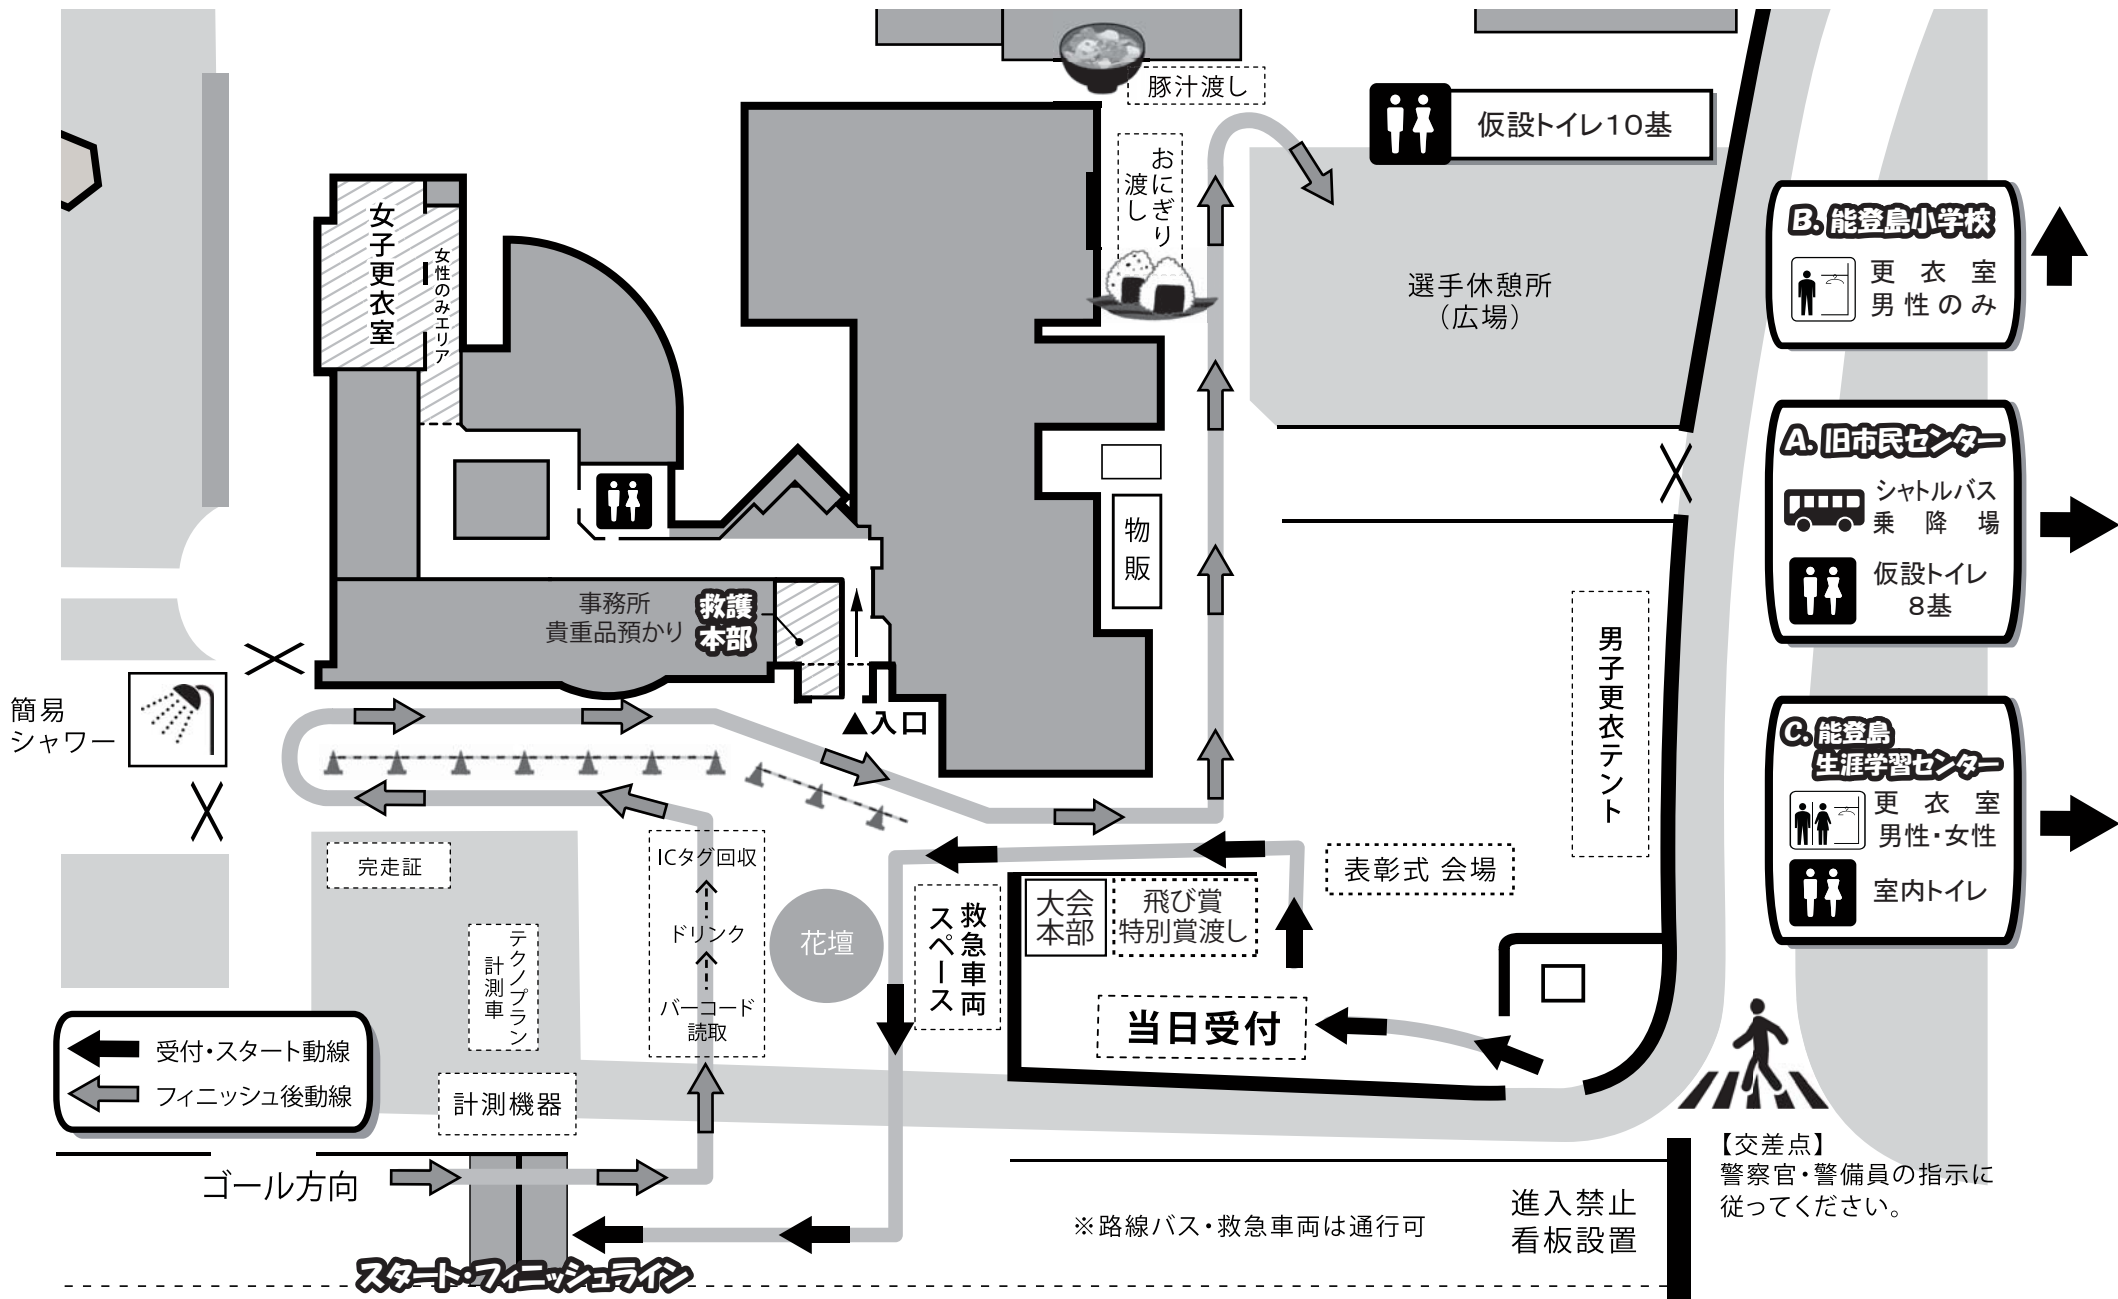 豚汁渡し
おにぎり
渡し
仮設トイレ10基
選手休憩所
（広場）
B. 能登島小学校
更衣室
男性のみ
A. 旧市民センター
シャトルバス
乗降場
仮設トイレ
8基
C. 能登島
生涯学習センター
更衣室
男性・女性
室内トイレ
女子更衣室
女性のみエリア
事務所
貴重品預かり
救護
本部
▲入口
物販
男子更衣テント
簡易
シャワー
完走証
テクノプラン
計測車
計測機器
ICタグ回収
ドリンク
バーコード
読取
花壇
救急車両
スペース
大会
本部
飛び賞
特別賞渡し
表彰式 会場
当日受付
受付・スタート動線
フィニッシュ後動線
ゴール方向
スタート・フィニッシュライン
※路線バス・救急車両は通行可
進入禁止
看板設置
【交差点】
警察官・警備員の指示に
従ってください。